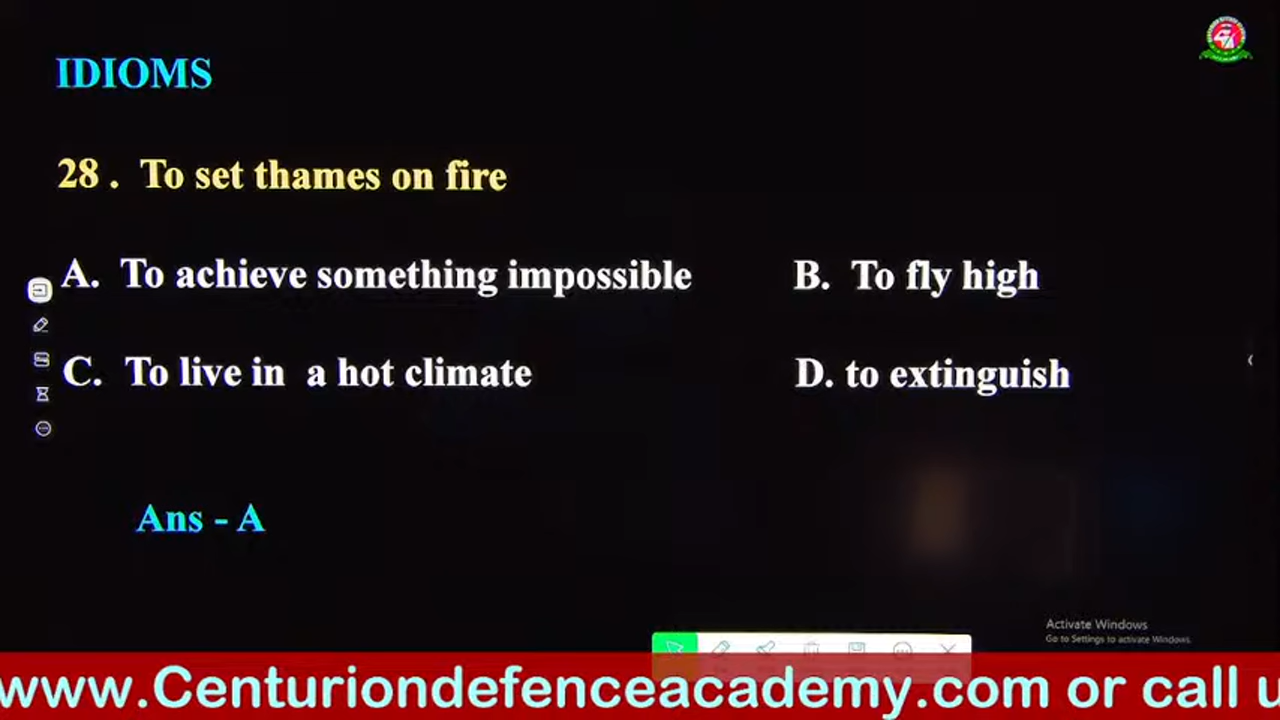 IDIOMS
28 . To set thames on fire
A. To achieve something impossible B. To fly high
C. To live in a hot climate D. to extinguish
Ans - A
Activate Windows
Go to Settings to activate Windows.
www.Centuriondefenceacademy.com or call u